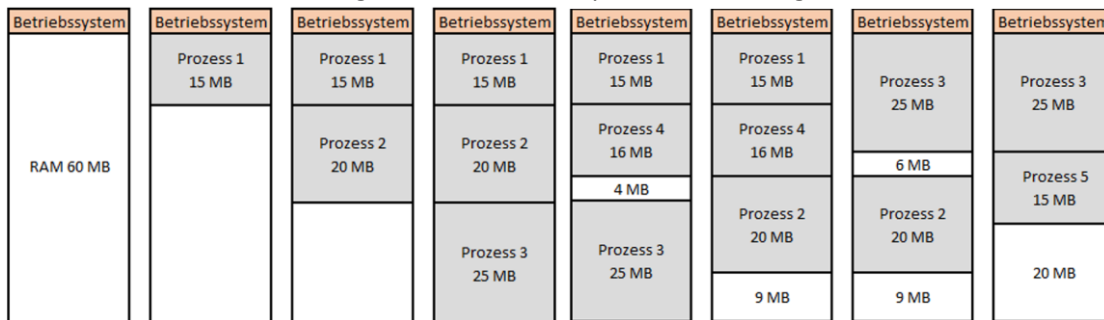 Betriebssystem
RAM 60 MB
Betriebssystem
Prozess 1
15 MB
Betriebssystem
Prozess 1
15 MB
Prozess 2
20 MB
Betriebssystem
Prozess 1
15 MB
Prozess 2
20 MB
Prozess 3
25 MB
Betriebssystem
Prozess 1
15 MB
Prozess 4
16 MB
4 MB
Prozess 3
25 MB
Betriebssystem
Prozess 1
15 MB
Prozess 4
16 MB
Prozess 2
20 MB
9 MB
Betriebssystem
Prozess 3
25 MB
6 MB
Prozess 2
20 MB
9 MB
Betriebssystem
Prozess 3
25 MB
Prozess 5
15 MB
20 MB